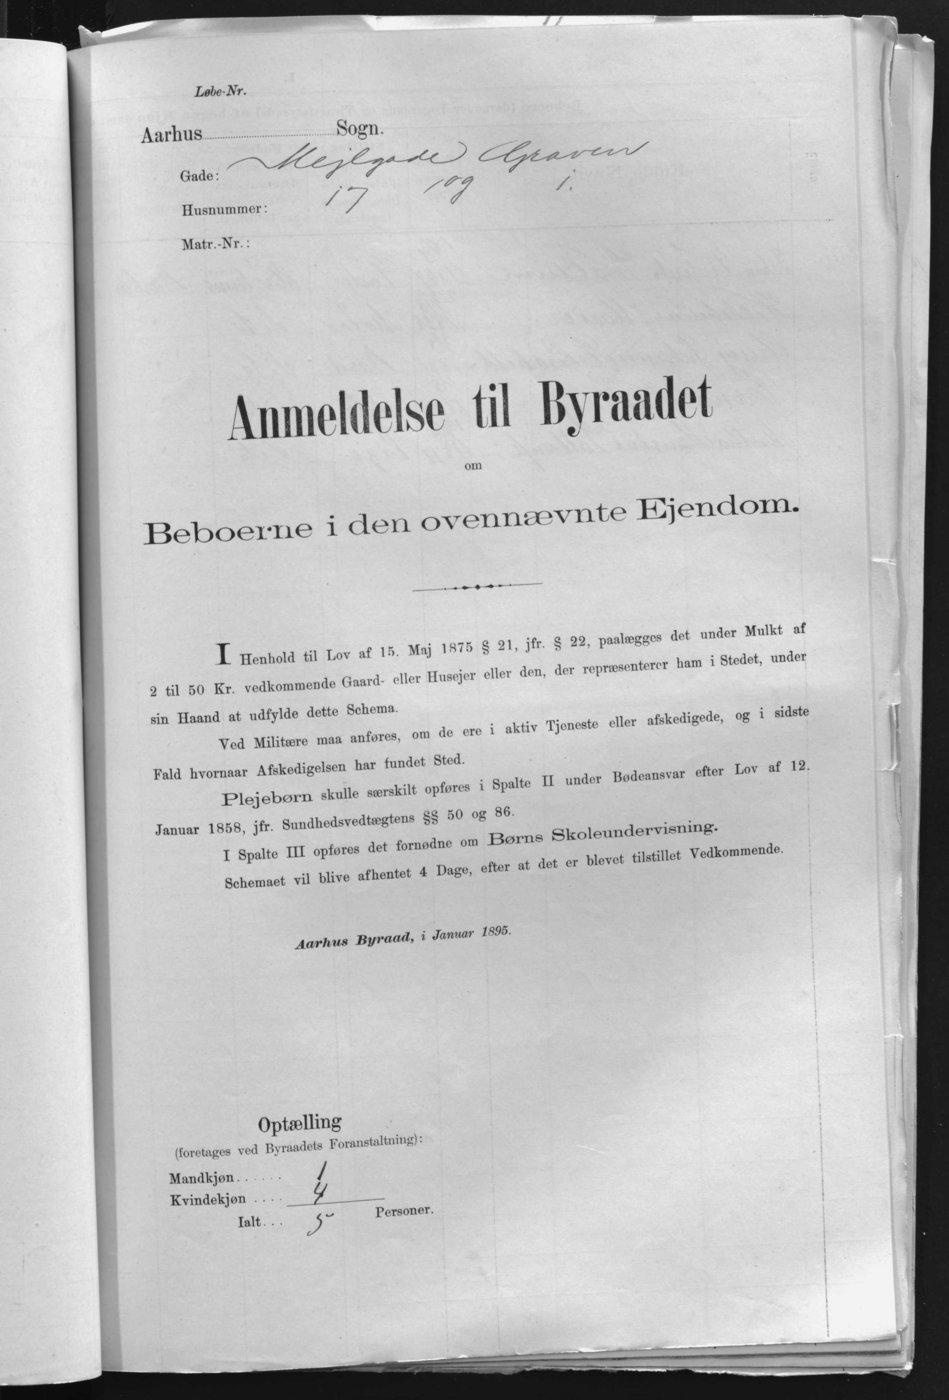 Løbe-Nr.
Aarhus Sogn.
Gade: Mejlgade Graven
Husnummer: 17 og 1.
Matr.-Nr.:
Anmeldelse til Byraadet
om
Beboerne i den ovennævnte Ejendom.
I Henhold til Lov af 15. Maj 1875 § 21, jfr. § 22, paalægges det under Mulkt af
2 til 50 Kr. vedkommende Gaard- eller Husejer eller den, der repræsenterer ham i Stedet, under
sin Haand at udfylde dette Schema.
Ved Militære maa anføres, om de ere i aktiv Tjeneste eller afskedigede, og i sidste
Fald hvornaar Afskedigelsen har fundet Sted.
Plejebørn skulle særskilt opføres i Spalte II under Bødeansvar efter Lov af 12.
Januar 1858, jfr. Sundhedsvedtægtens §§ 50 og 86.
I Spalte III opføres det fornødne om Børns Skoleundervisning.
Schemaet vil blive afhentet 4 Dage, efter at det er blevet tilstillet Vedkommende.
Aarhus Byraad, i Januar 1895.
Optælling
(foretages ved Byraadets Foranstaltning):
Mandkjøn...... 1
Kvindekjøn .... 4
Ialt... 5 Personer.